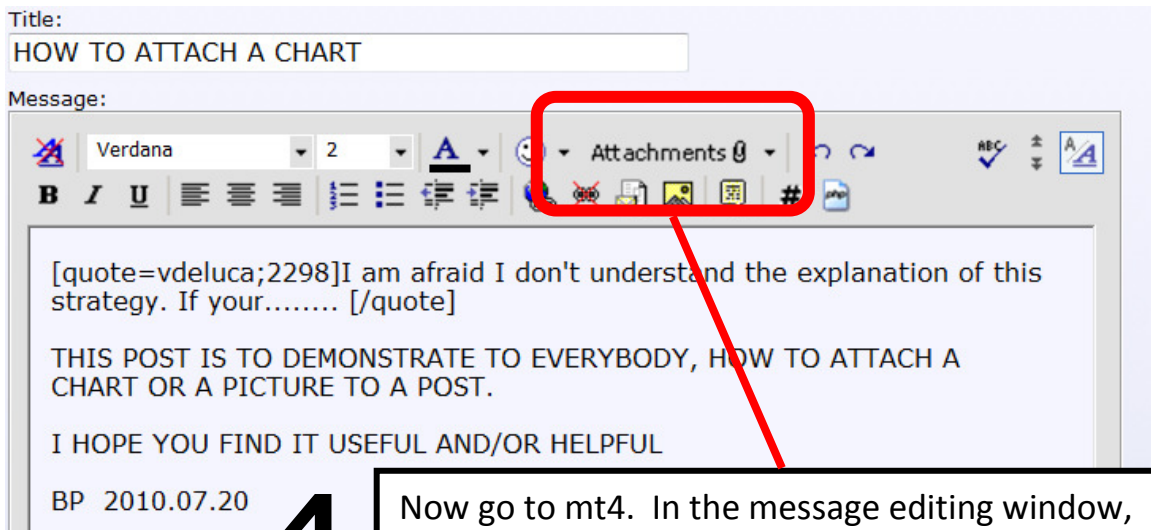 Title:
HOW TO ATTACH A CHART
Message:
Verdana 2 A Attachments ABC A/A
B I U # php
[quote=vdeluca;2298]I am afraid I don't understand the explanation of this
strategy. If your........ [/quote]
THIS POST IS TO DEMONSTRATE TO EVERYBODY, HOW TO ATTACH A
CHART OR A PICTURE TO A POST.
I HOPE YOU FIND IT USEFUL AND/OR HELPFUL
BP 2010.07.20
4
Now go to mt4. In the message editing window,